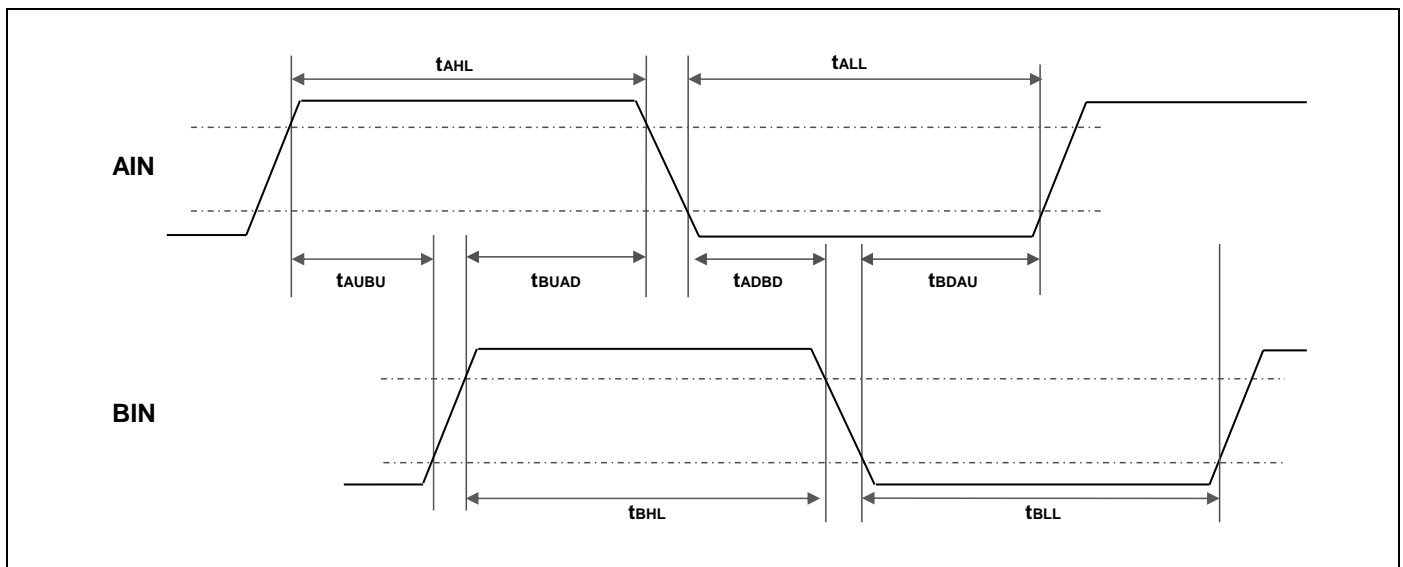 tAHL
tALL
AIN
tAUBU
tBUAD
tADBD
tBDAU
BIN
tBHL
tBLL